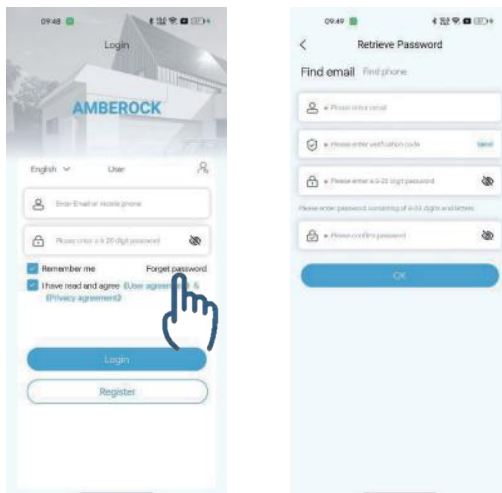 09:48
Login
AMBEROCK
English User
Enter Email or mobile phone
Please enter a 6-20 digit password
Remember me Forget password
I have read and agree 《User agreement》 &
《Privacy agreement》
Login
Register
09:49
Retrieve Password
Find email Find phone
* Please enter email
* Please enter verification code Send
* Please enter a 6-20 digit password
Please enter password consisting of 6-20 digits and letters
* Please confirm password
OK